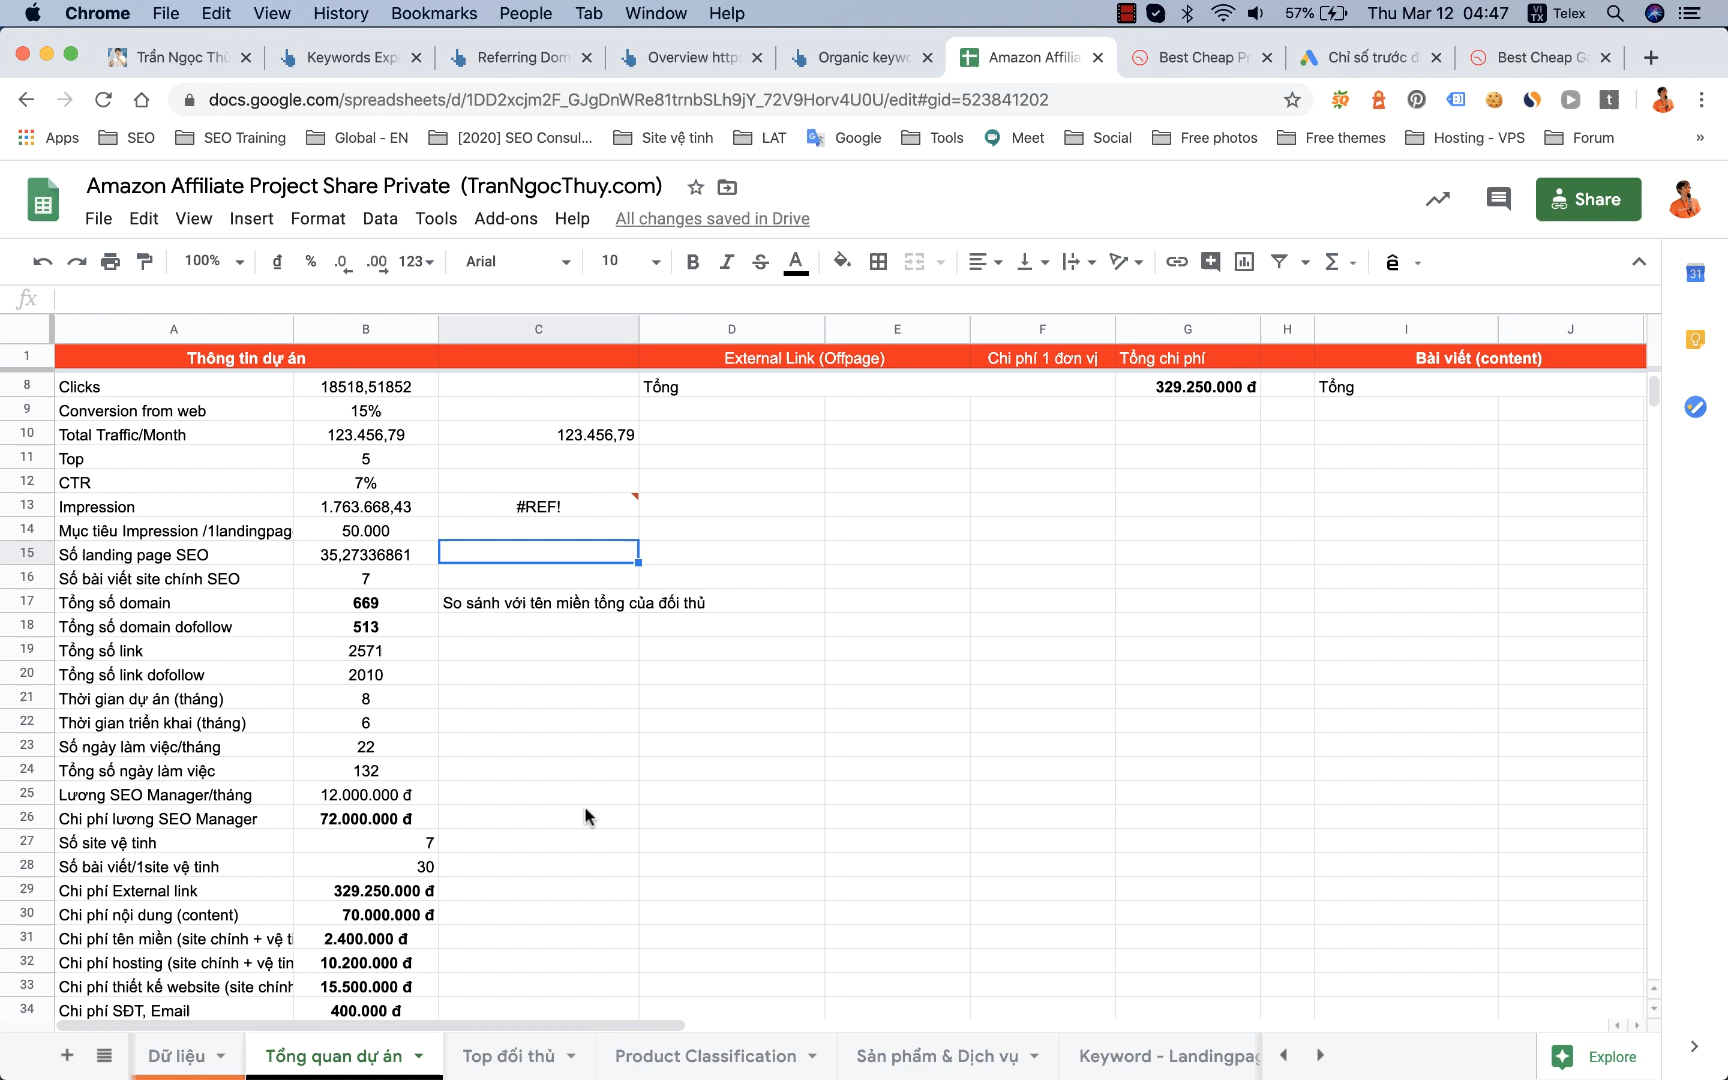 Chrome File Edit View History Bookmarks People Tab Window Help 57% Thu Mar 12 04:47 VI TX Telex
Trần Ngọc Thủ Keywords Exp Referring Dom Overview http Organic keywo Amazon Affilia Best Cheap Pr Chỉ số trước đ Best Cheap Ga
docs.google.com/spreadsheets/d/1DD2xcjm2F_GJgDnWRe81trnbSLh9jY_72V9Horv4U0U/edit#gid=523841202
Apps SEO SEO Training Global - EN [2020] SEO Consul... Site vệ tinh LAT Google Tools Meet Social Free photos Free themes Hosting - VPS Forum »
Amazon Affiliate Project Share Private (TranNgocThuy.com)
Share
File Edit View Insert Format Data Tools Add-ons Help All changes saved in Drive
100% đ % .0 .00 123 Arial 10 B I S A Σ ê
31
fx
A B C D E F G H I J
1 Thông tin dự án External Link (Offpage) Chi phí 1 đơn vị Tổng chi phí Bài viết (content)
8 Clicks 18518,51852 Tổng 329.250.000 đ Tổng
9 Conversion from web 15%
10 Total Traffic/Month 123.456,79 123.456,79
11 Top 5
12 CTR 7%
13 Impression 1.763.668,43 #REF!
14 Mục tiêu Impression /1landingpag 50.000
15 Số landing page SEO 35,27336861
16 Số bài viết site chính SEO 7
17 Tổng số domain 669 So sánh với tên miền tổng của đối thủ
18 Tổng số domain dofollow 513
19 Tổng số link 2571
20 Tổng số link dofollow 2010
21 Thời gian dự án (tháng) 8
22 Thời gian triển khai (tháng) 6
23 Số ngày làm việc/tháng 22
24 Tổng số ngày làm việc 132
25 Lương SEO Manager/tháng 12.000.000 đ
26 Chi phí lương SEO Manager 72.000.000 đ
27 Số site vệ tinh 7
28 Số bài viết/1site vệ tinh 30
29 Chi phí External link 329.250.000 đ
30 Chi phí nội dung (content) 70.000.000 đ
31 Chi phí tên miền (site chính + vệ ti 2.400.000 đ
32 Chi phí hosting (site chính + vệ tin 10.200.000 đ
33 Chi phí thiết kế website (site chính 15.500.000 đ
34 Chi phí SĐT, Email 400.000 đ
Dữ liệu Tổng quan dự án Top đối thủ Product Classification Sản phẩm & Dịch vụ Keyword - Landingpag Explore